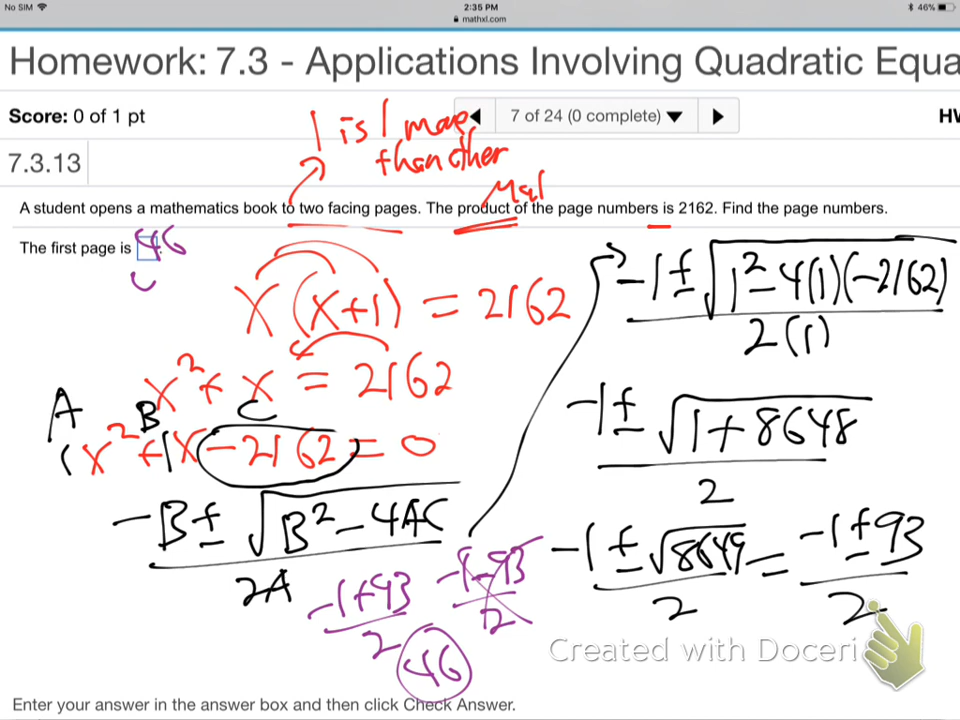 No SIM 2:35 PM 46%
mathxl.com
Homework: 7.3 - Applications Involving Quadratic Equa
Score: 0 of 1 pt 7 of 24 (0 complete) HV
1 is 1 more
than other
7.3.13
Mul
A student opens a mathematics book to two facing pages. The product of the page numbers is 2162. Find the page numbers.
The first page is 46
x(x+1) = 2162
x² + x = 2162
A B C
1x² + 1x - 2162 = 0
-B ± √B² - 4AC
2A
-1 ± √1² - 4(1)(-2162)
2(1)
-1 ± √1 + 8648
2
-1 ± √8649 = -1 ± 93
2 2
-1+93 -1-93
2 2
46
Created with Doceri
Enter your answer in the answer box and then click Check Answer.